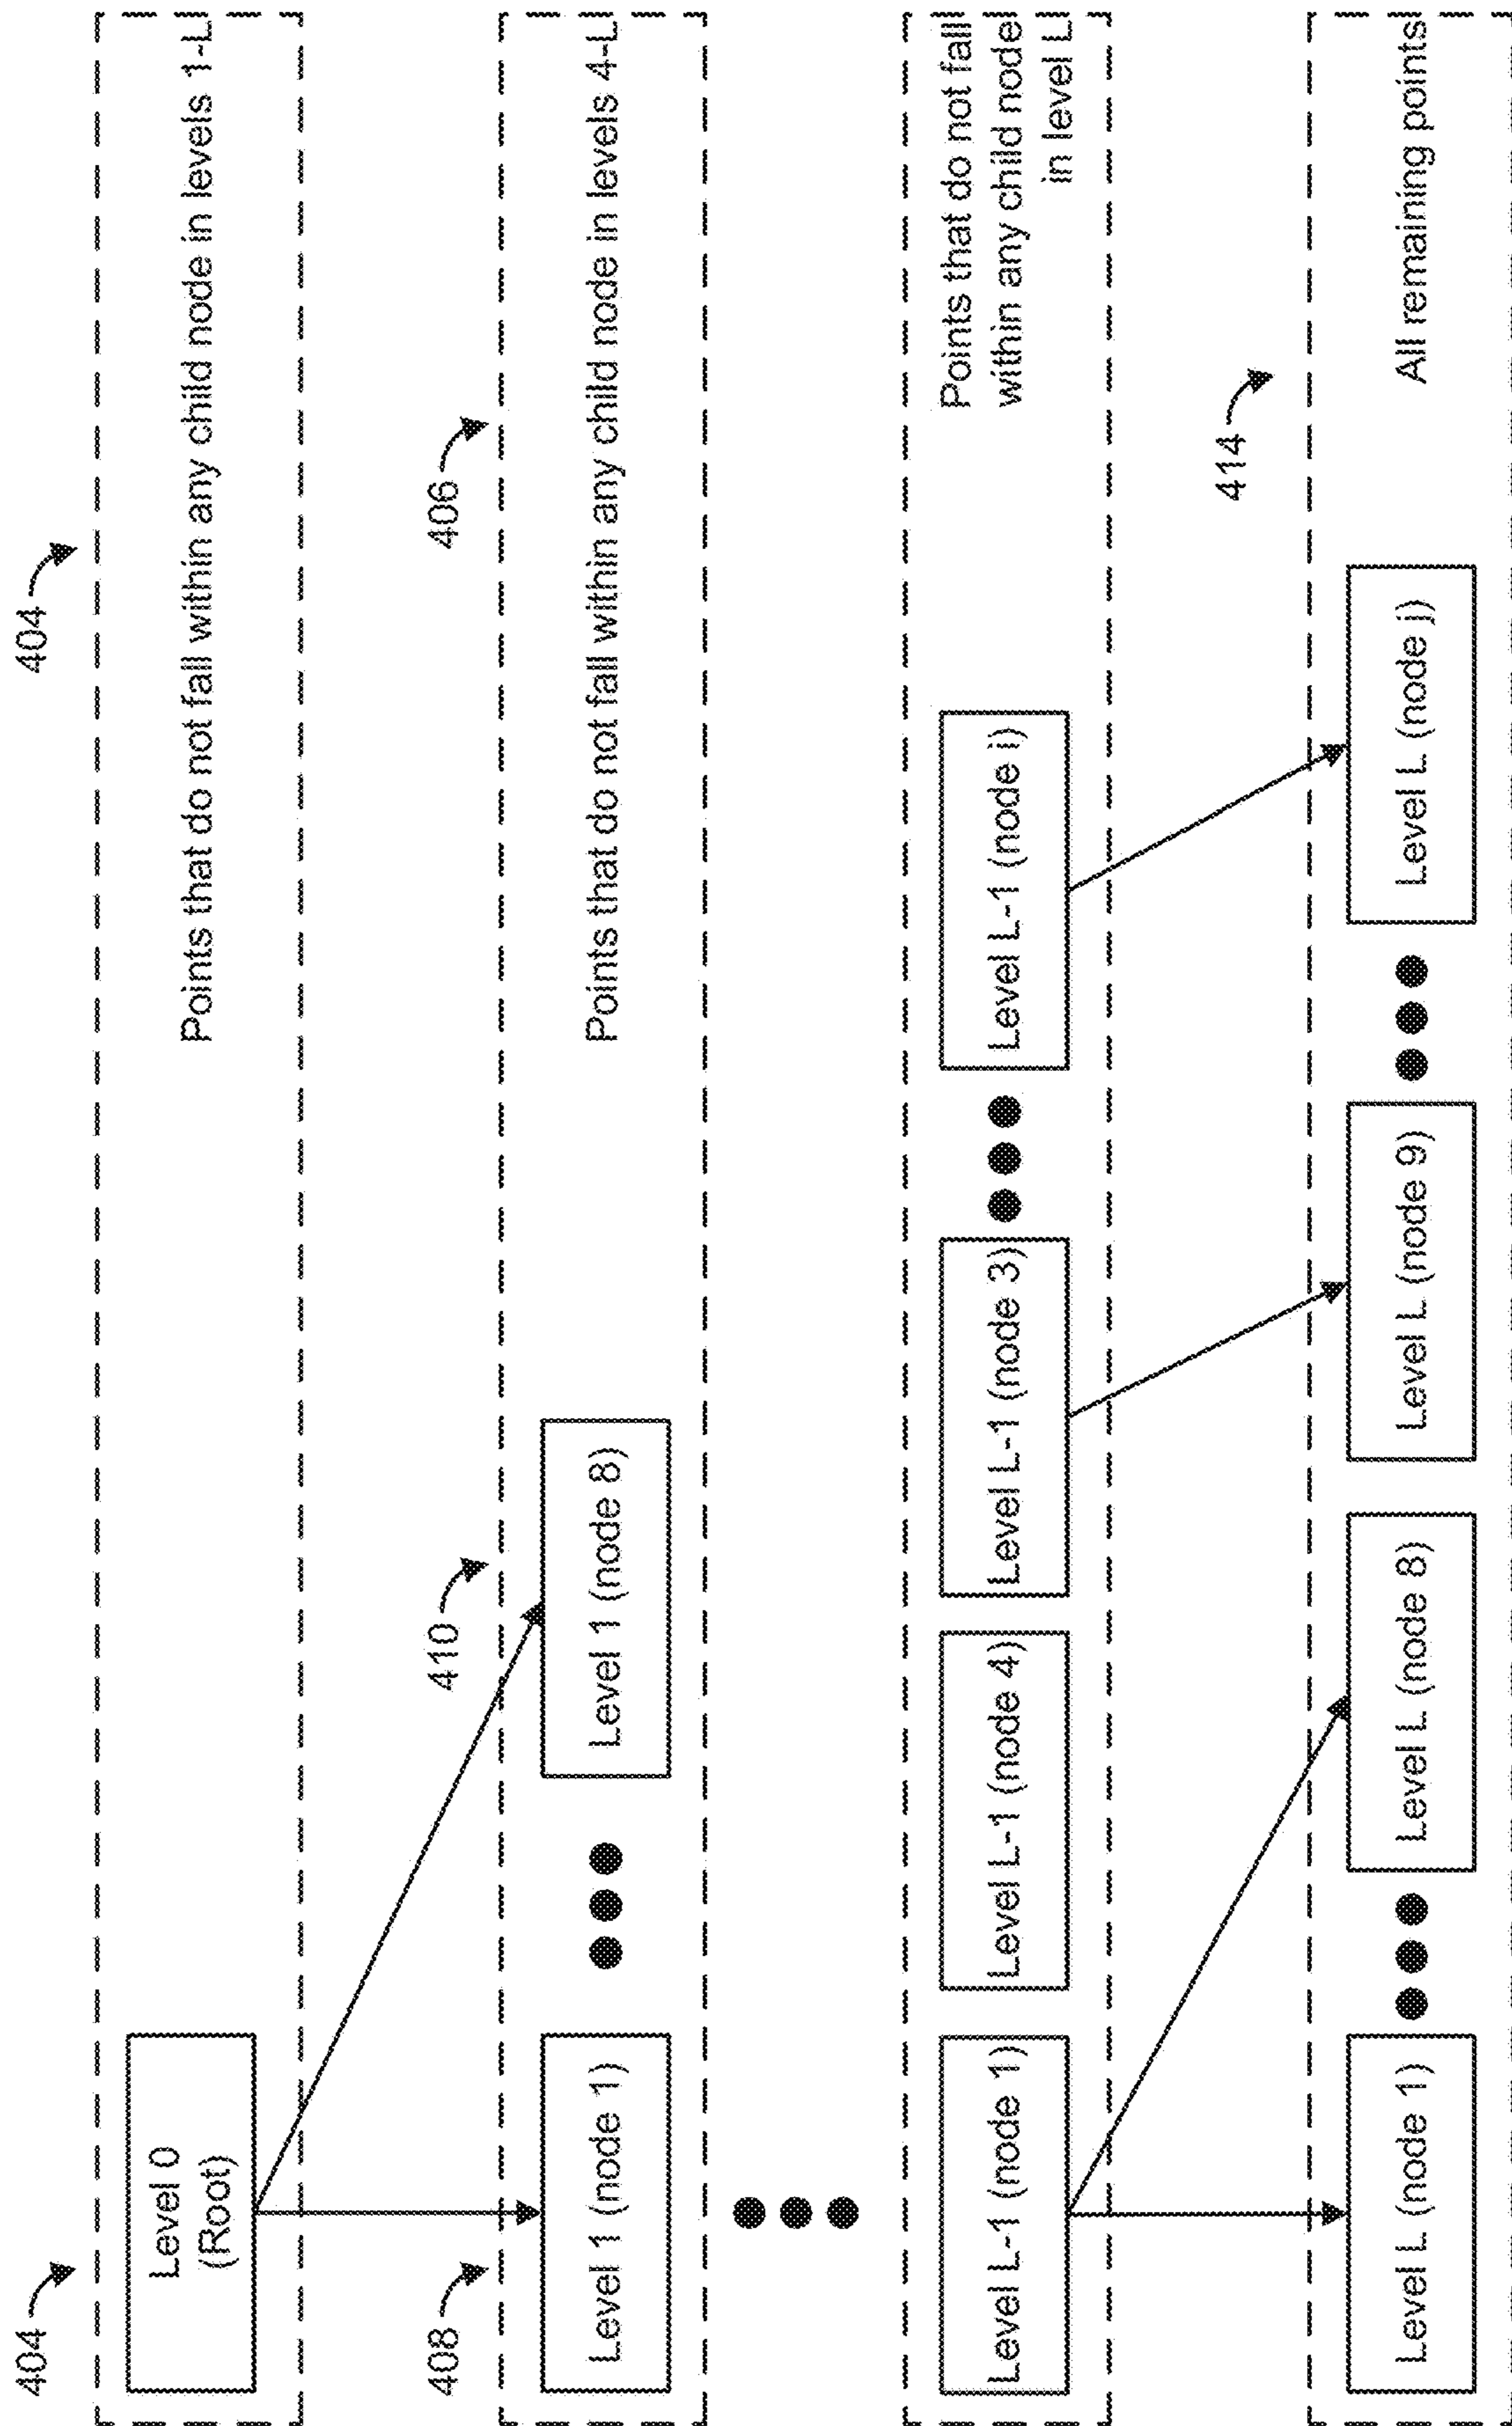 404
404
Level 0
(Root)
Points that do not fall within any child node in levels 1-L
408
410
406
Level 1 (node 1)
Level 1 (node 8)
Points that do not fall within any child node in levels 4-L
Level L-1 (node 1)
Level L-1 (node 4)
Level L-1 (node 3)
Level L-1 (node i)
Points that do not fall
within any child node
in level L
414
Level L (node 1)
Level L (node 8)
Level L (node 9)
Level L (node j)
All remaining points